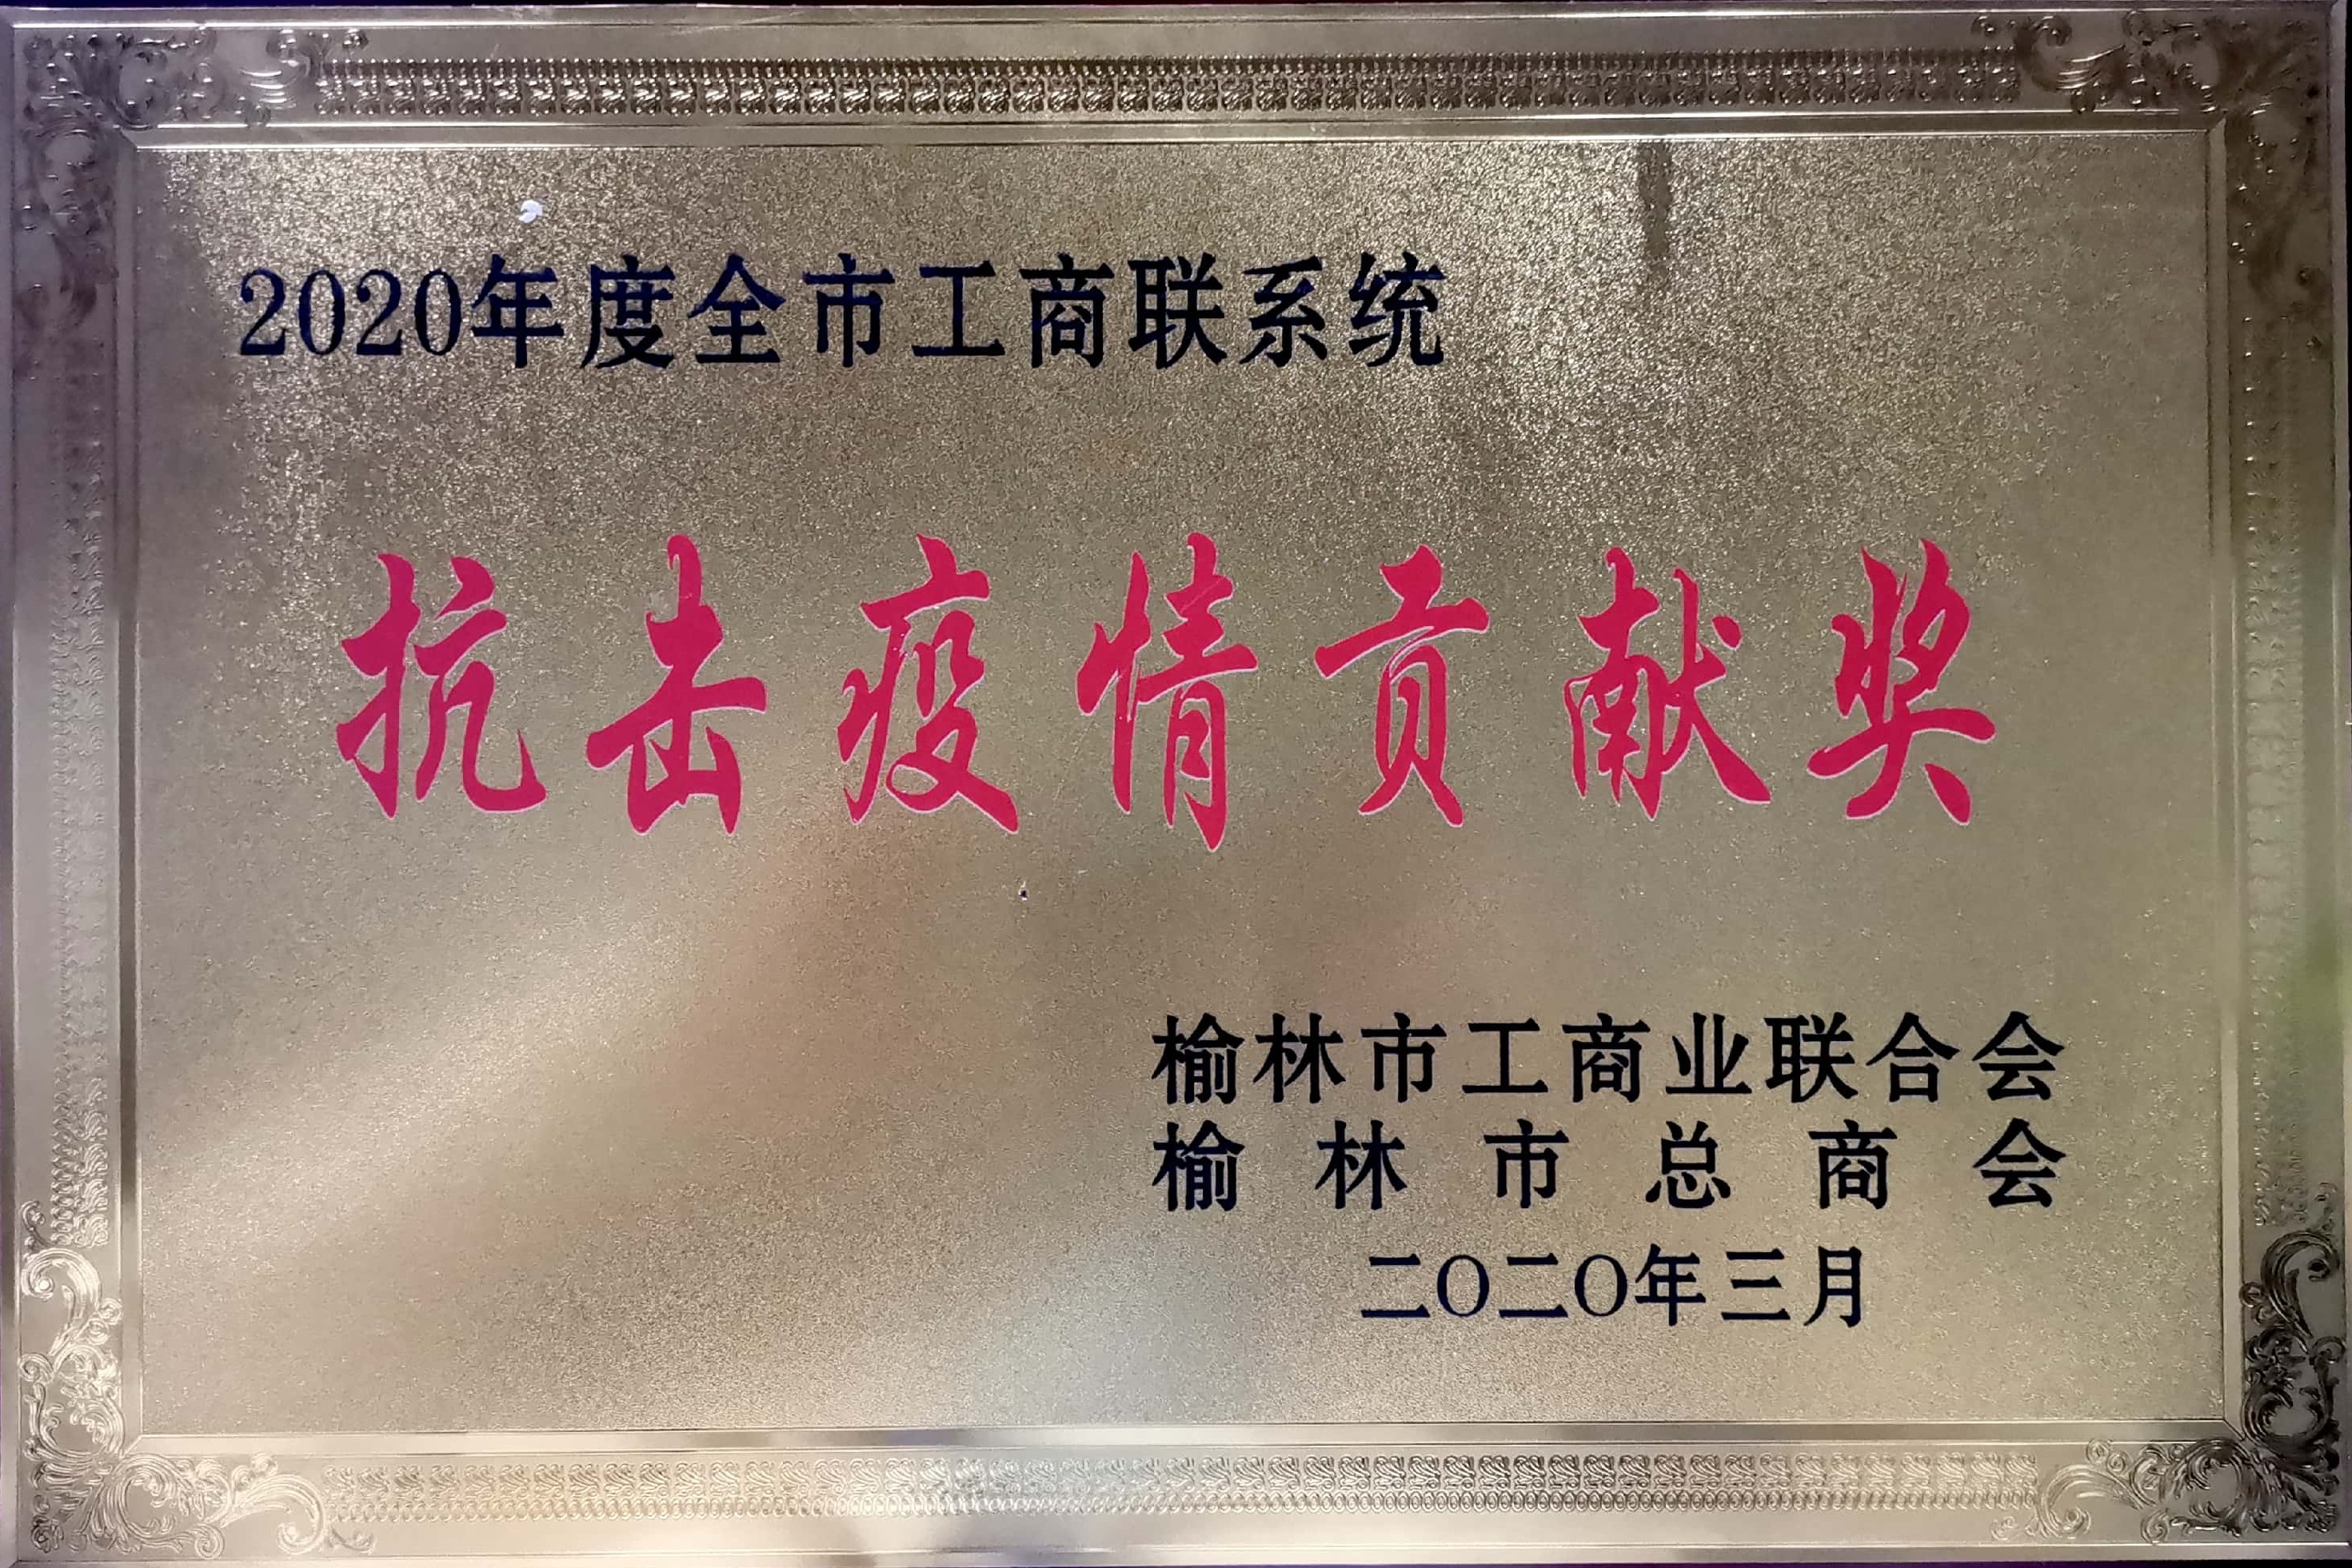 2020年度全市工商联系统
抗击疫情贡献奖
榆林市工商业联合会
榆林市总商会
二〇二〇年三月